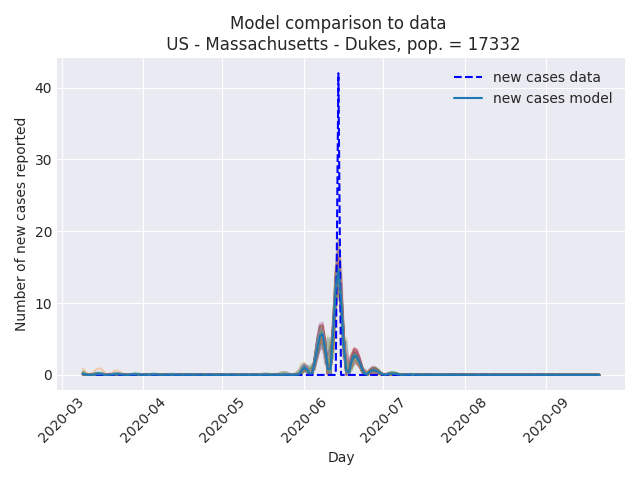 Model comparison to data
US - Massachusetts - Dukes, pop. = 17332
new cases data
new cases model
Number of new cases reported
40
30
20
10
0
2020-03
2020-04
2020-05
2020-06
2020-07
2020-08
2020-09
Day